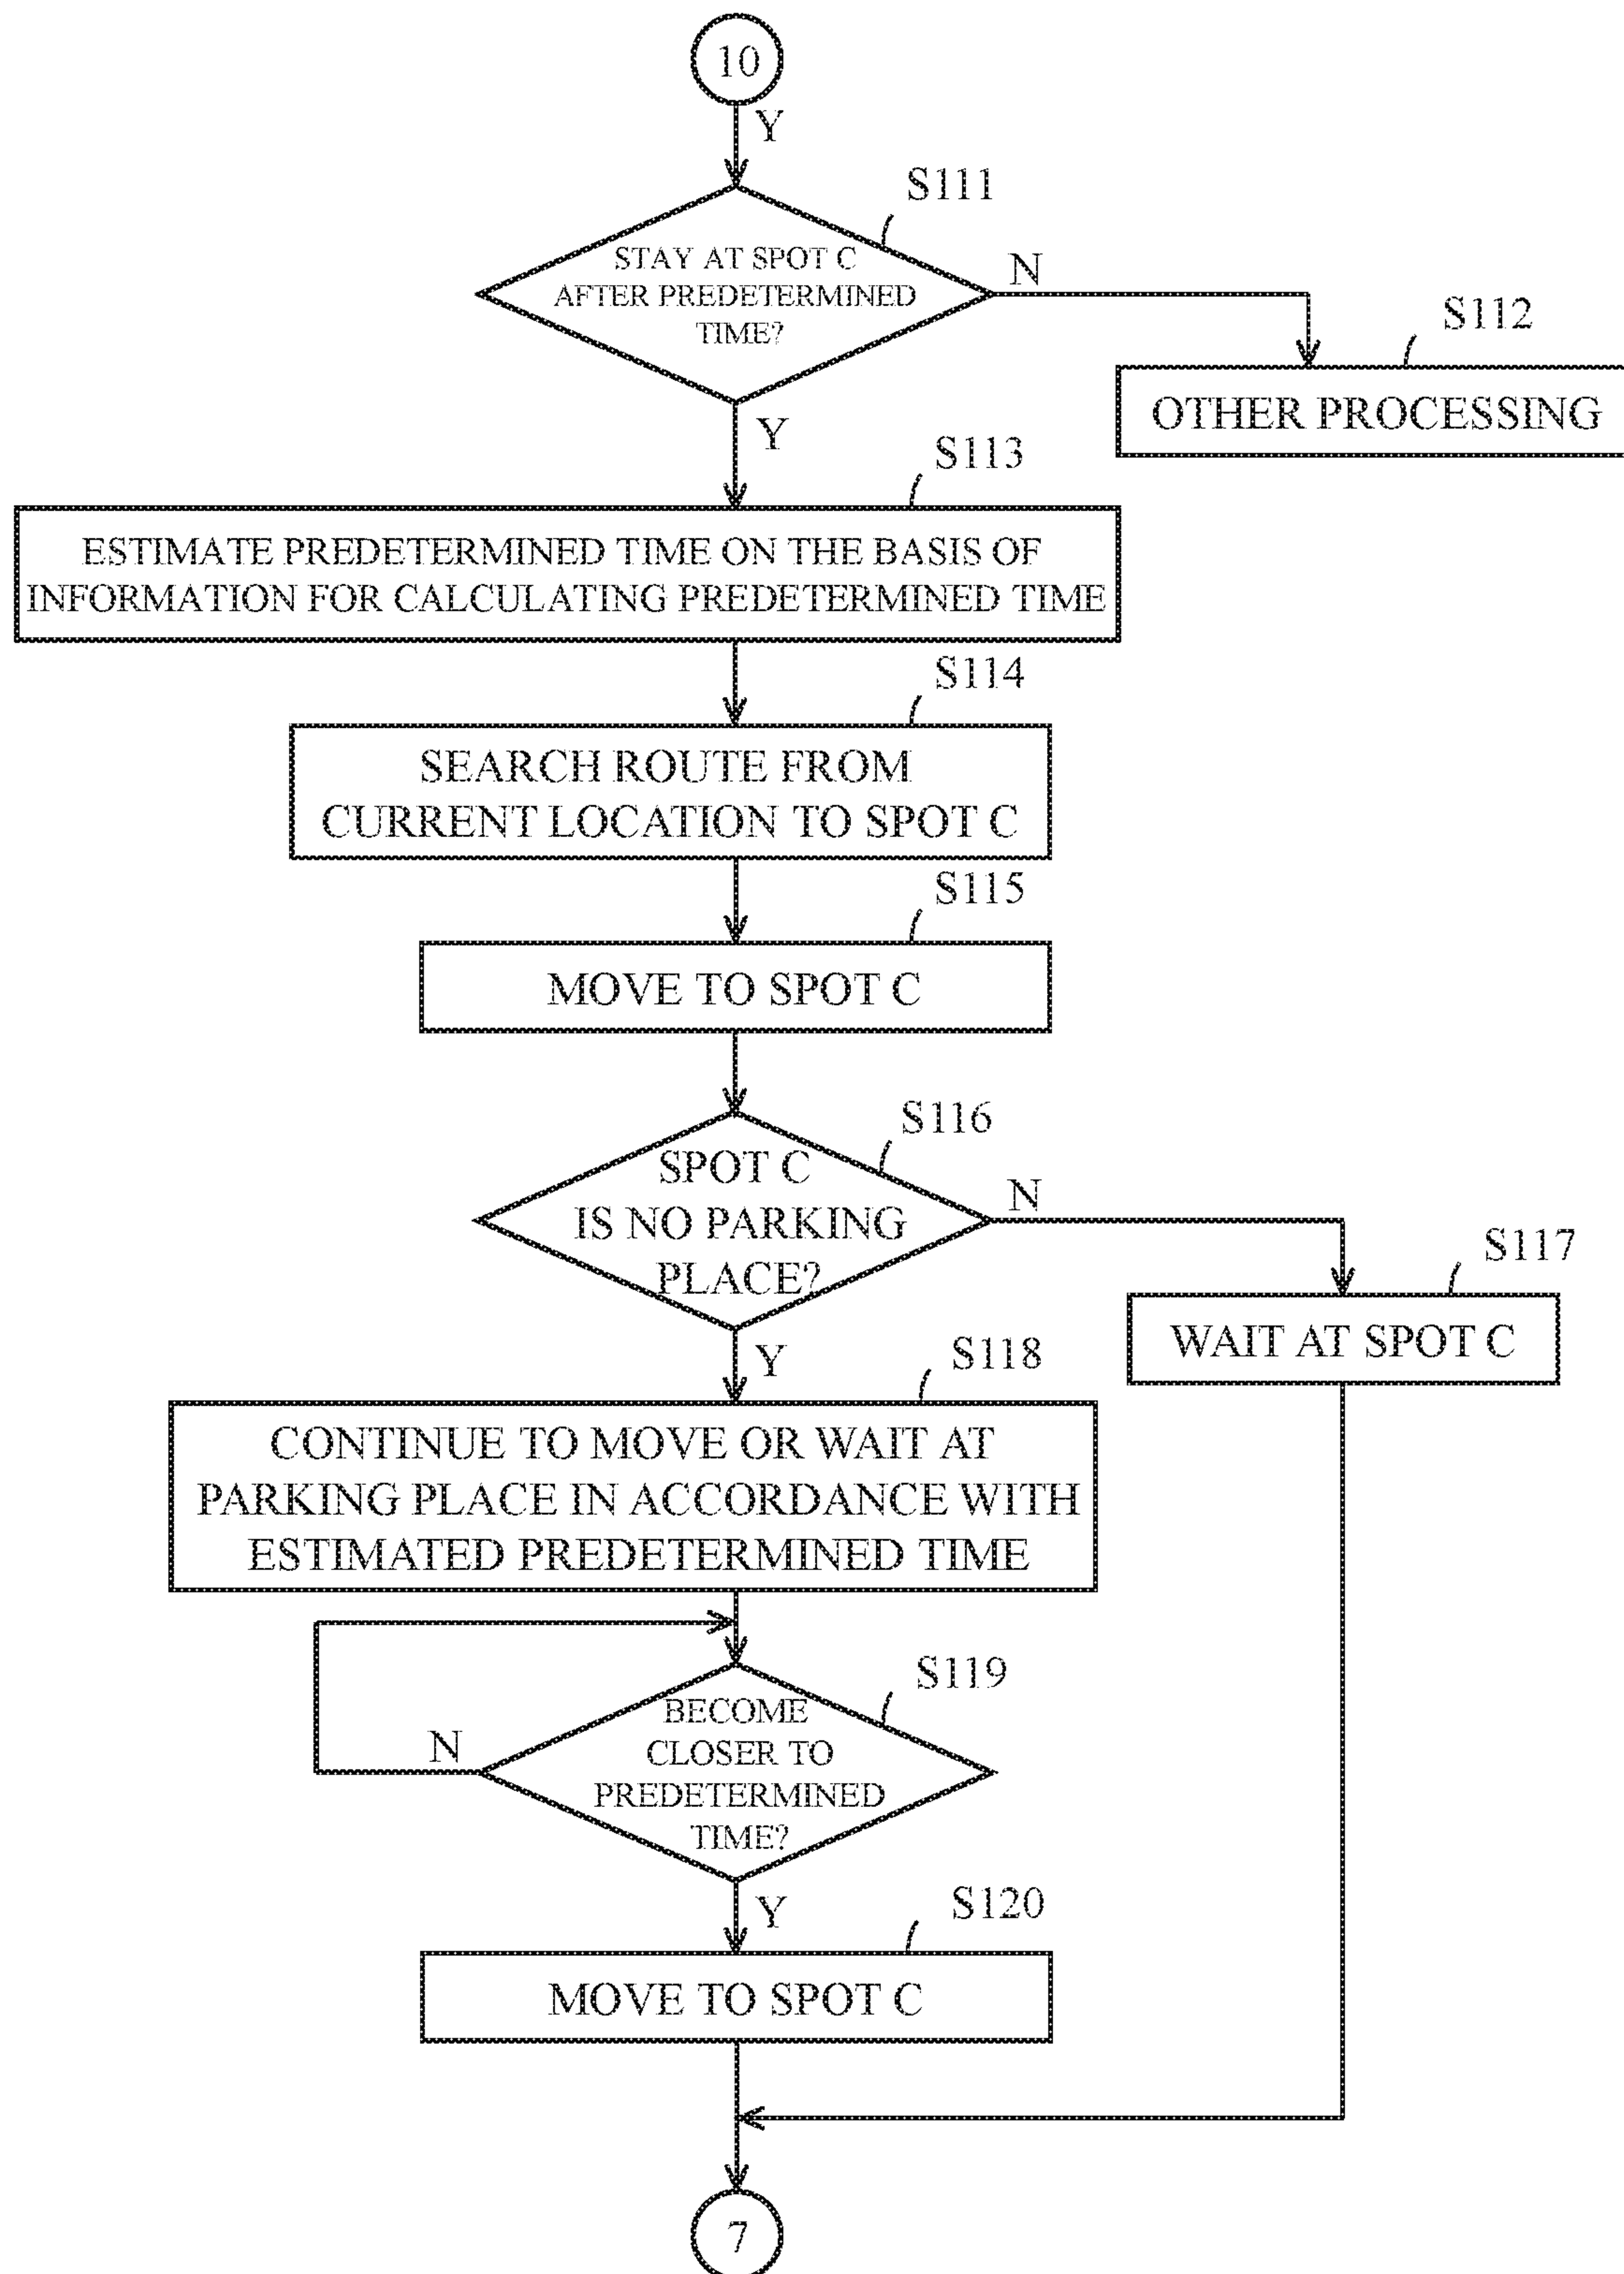 10
Y
S111
STAY AT SPOT C
AFTER PREDETERMINED
TIME?
N
S112
OTHER PROCESSING
Y
S113
ESTIMATE PREDETERMINED TIME ON THE BASIS OF
INFORMATION FOR CALCULATING PREDETERMINED TIME
S114
SEARCH ROUTE FROM
CURRENT LOCATION TO SPOT C
S115
MOVE TO SPOT C
S116
SPOT C
IS NO PARKING
PLACE?
N
S117
WAIT AT SPOT C
Y
S118
CONTINUE TO MOVE OR WAIT AT
PARKING PLACE IN ACCORDANCE WITH
ESTIMATED PREDETERMINED TIME
S119
BECOME
CLOSER TO
PREDETERMINED
TIME?
N
Y
S120
MOVE TO SPOT C
7